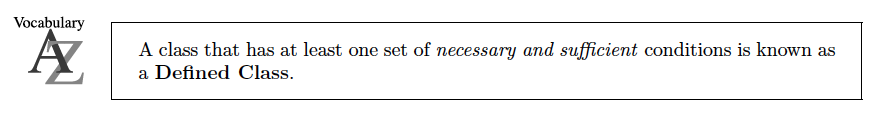 Vocabulary
AZ
A class that has at least one set of necessary and sufficient conditions is known as
a Defined Class.